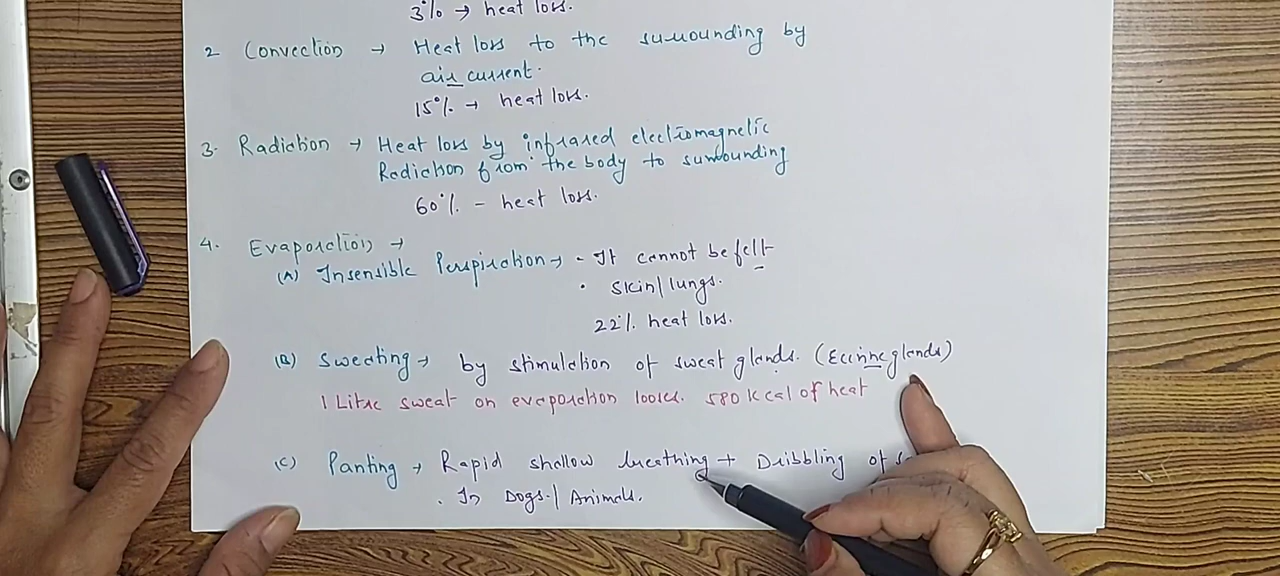 3% → heat loss.
2 Convection → Heat loss to the surrounding by
air current.
15% → heat loss.
3. Radiation → Heat loss by infrared electromagnetic
Radiation from the body to surrounding
60% - heat loss.
4. Evaporation →
(A) Insensible Perspiration → • It cannot be felt
• skin/lungs.
22% heat loss.
(B) Sweating → by stimulation of sweat glands. (Eccrine glands)
1 Litre sweat on evaporation looses. 580 kcal of heat
(C) Panting → Rapid shallow breathing + Dribbling of
• In Dogs/Animals.